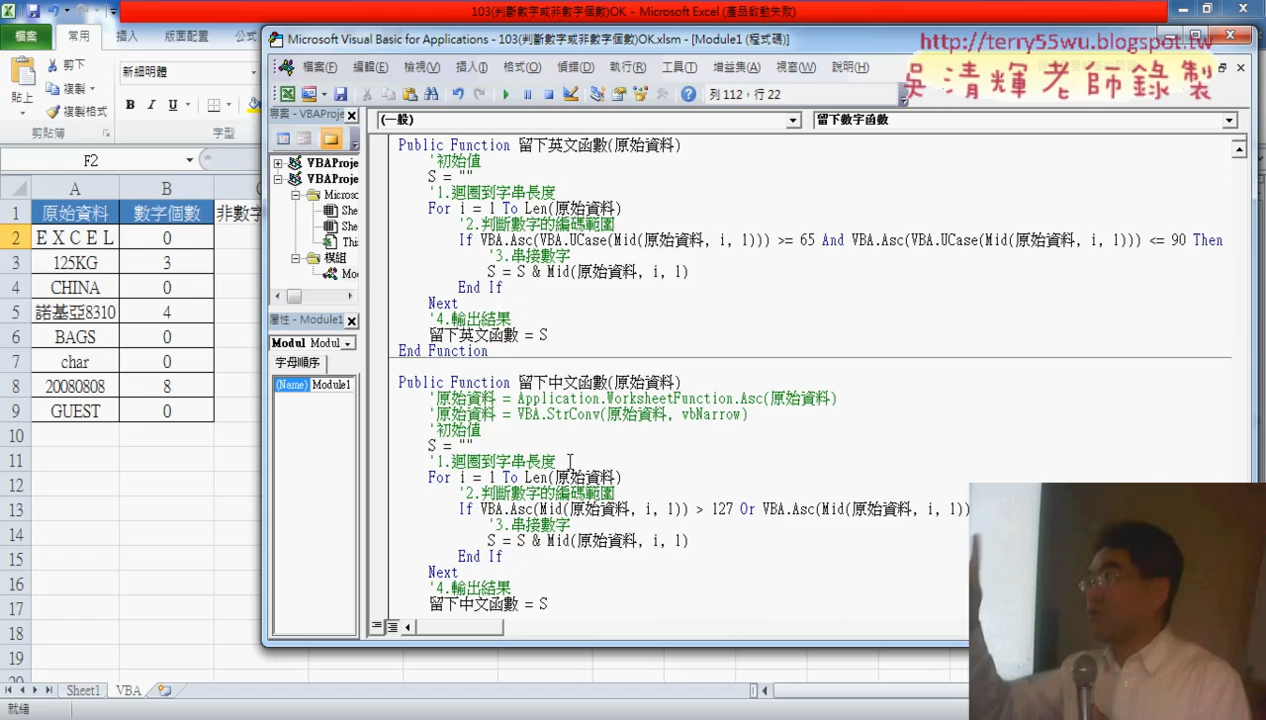 103(判斷數字或非數字個數)OK - Microsoft Excel (產品啟動失敗)
檔案 常用 插入 版面配置 公式
Microsoft Visual Basic for Applications - 103(判斷數字或非數字個數)OK.xlsm - [Module1 (程式碼)]
http://terry55wu.blogspot.tw
吳清輝老師錄製
檔案(F) 編輯(E) 檢視(V) 插入(I) 格式(O) 偵錯(D) 執行(R) 工具(T) 增益集(A) 視窗(W) 說明(H)
貼上
剪下
複製
複製格式
剪貼簿
新細明體
B I U
字型
列 112，行 22
專案 - VBAProje
(一般)
留下數字函數
VBAProje
VBAProje
Microso
She
She
Thi
模組
Mo
屬性 - Module1
Modul Modul
字母順序
(Name) Module1
F2
A B
1 原始資料 數字個數 非數字
2 E X C E L 0
3 125KG 3
4 CHINA 0
5 諾基亞8310 4
6 BAGS 0
7 char 0
8 20080808 8
9 GUEST 0
10
11
12
13
14
15
16
17
18
19
20
Public Function 留下英文函數(原始資料)
'初始值
S = ""
'1.迴圈到字串長度
For i = 1 To Len(原始資料)
'2.判斷數字的編碼範圍
If VBA.Asc(VBA.UCase(Mid(原始資料, i, 1))) >= 65 And VBA.Asc(VBA.UCase(Mid(原始資料, i, 1))) <= 90 Then
'3.串接數字
S = S & Mid(原始資料, i, 1)
End If
Next
'4.輸出結果
留下英文函數 = S
End Function
Public Function 留下中文函數(原始資料)
'原始資料 = Application.WorksheetFunction.Asc(原始資料)
'原始資料 = VBA.StrConv(原始資料, vbNarrow)
'初始值
S = ""
'1.迴圈到字串長度
For i = 1 To Len(原始資料)
'2.判斷數字的編碼範圍
If VBA.Asc(Mid(原始資料, i, 1)) > 127 Or VBA.Asc(Mid(原始資料, i, 1))
'3.串接數字
S = S & Mid(原始資料, i, 1)
End If
Next
'4.輸出結果
留下中文函數 = S
Sheet1 VBA
就緒